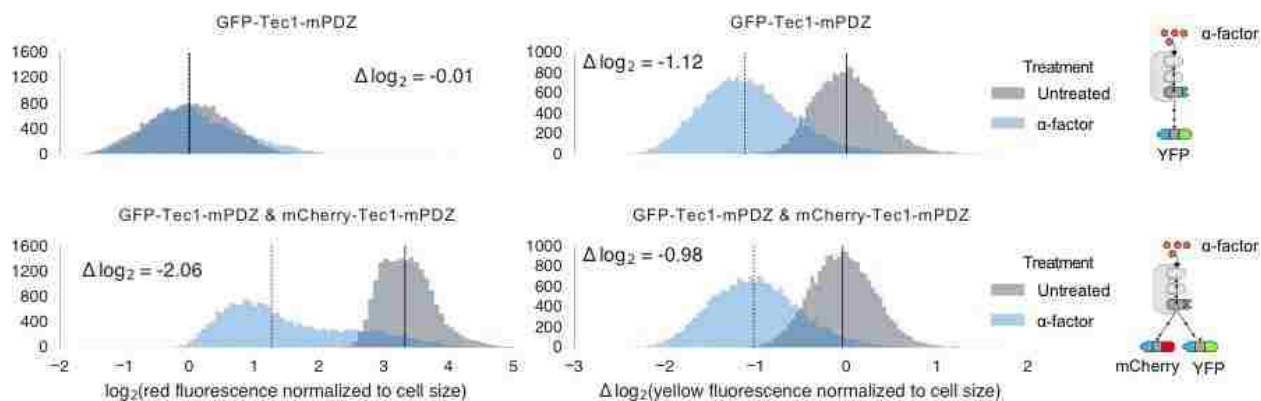 GFP-Tec1-mPDZ
1600
1200
800
400
0
Δ log2 = -0.01
GFP-Tec1-mPDZ
1000
800
600
400
200
0
Δ log2 = -1.12
Treatment
Untreated
α-factor
α-factor
YFP
GFP-Tec1-mPDZ & mCherry-Tec1-mPDZ
1600
1200
800
400
0
Δ log2 = -2.06
−2 −1 0 1 2 3 4 5
log2(red fluorescence normalized to cell size)
GFP-Tec1-mPDZ & mCherry-Tec1-mPDZ
1000
800
600
400
200
0
Δ log2 = -0.98
−3 −2 −1 0 1 2
Δ log2(yellow fluorescence normalized to cell size)
Treatment
Untreated
α-factor
α-factor
mCherry YFP